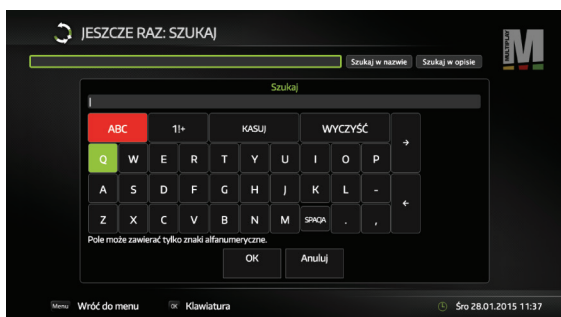 JESZCZE RAZ: SZUKAJ
MULTIPLAY
M
Szukaj w nazwie Szukaj w opisie
Szukaj
ABC 1!+ KASUJ WYCZYŚĆ →
Q W E R T Y U I O P
A S D F G H J K L - ←
Z X C V B N M SPACJA . ,
Pole może zawierać tylko znaki alfanumeryczne.
OK Anuluj
Menu Wróć do menu OK Klawiatura Śro 28.01.2015 11:37